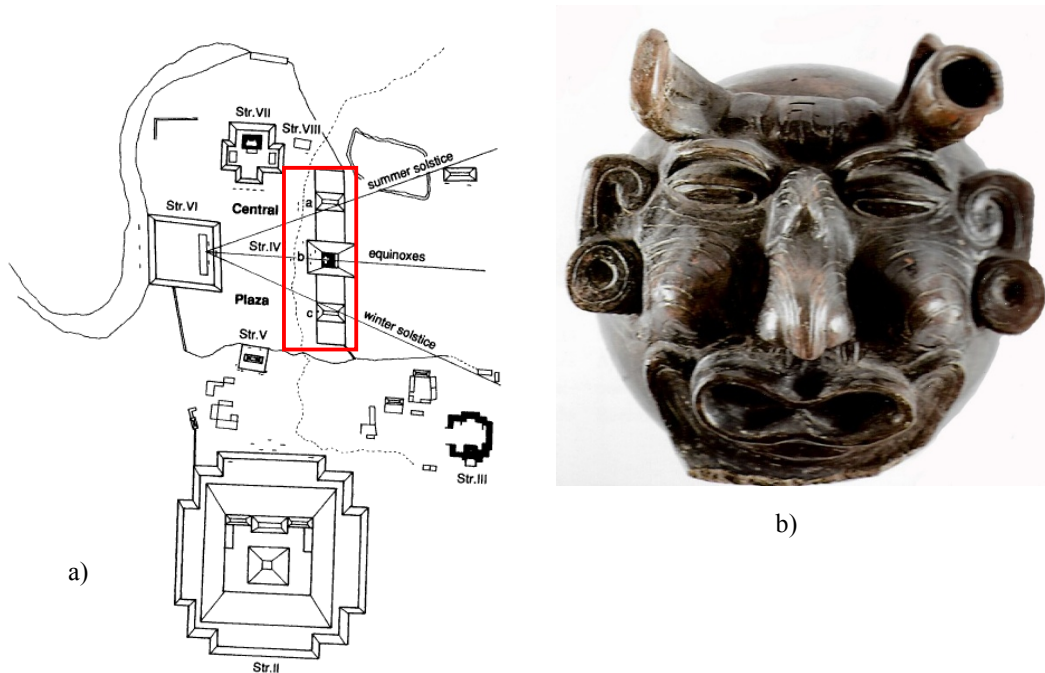 Str.VII
Str.VIII
summer solstice
Str.VI
Central
a
Str.IV
b
equinoxes
Plaza
c
winter solstice
Str.V
Str.III
Str.II
a)
b)